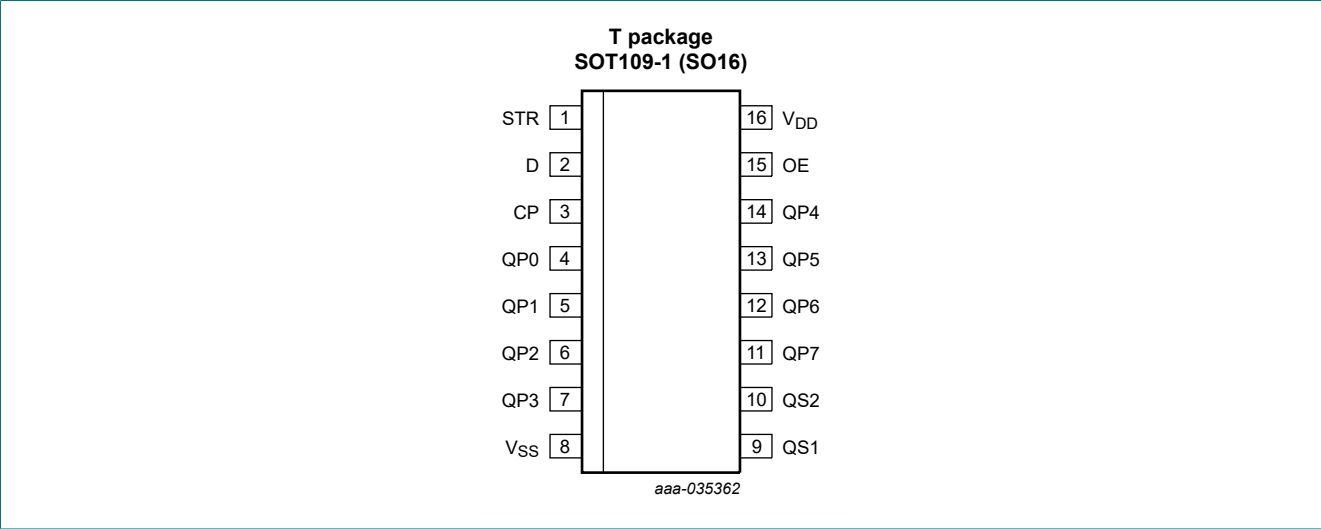 T package
SOT109-1 (SO16)
STR 1 16 VDD
D 2 15 OE
CP 3 14 QP4
QP0 4 13 QP5
QP1 5 12 QP6
QP2 6 11 QP7
QP3 7 10 QS2
VSS 8 9 QS1
aaa-035362